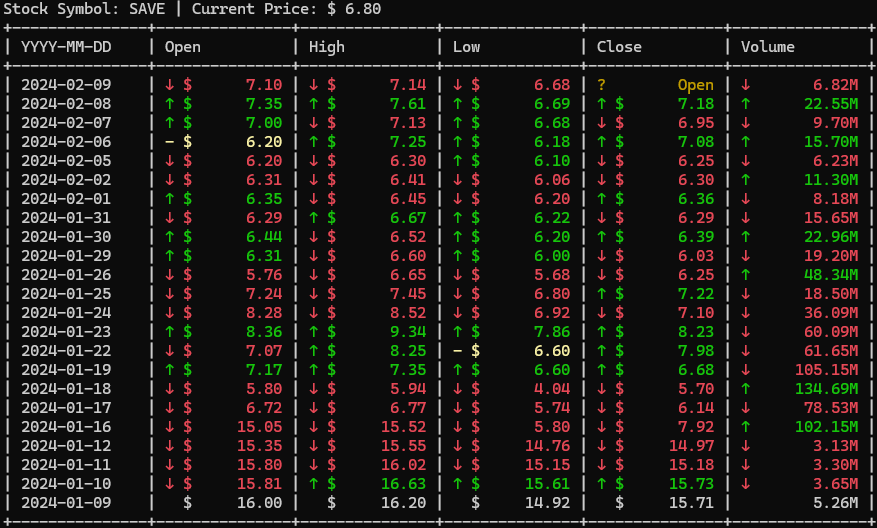 Stock Symbol: SAVE | Current Price: $ 6.80
| YYYY-MM-DD | Open | High | Low | Close | Volume |
| 2024-02-09 | ↓ $ 7.10 | ↓ $ 7.14 | ↓ $ 6.68 | ? Open | ↓ 6.82M |
| 2024-02-08 | ↑ $ 7.35 | ↑ $ 7.61 | ↑ $ 6.69 | ↑ $ 7.18 | ↑ 22.55M |
| 2024-02-07 | ↑ $ 7.00 | ↓ $ 7.13 | ↑ $ 6.68 | ↓ $ 6.95 | ↓ 9.70M |
| 2024-02-06 | − $ 6.20 | ↑ $ 7.25 | ↑ $ 6.18 | ↑ $ 7.08 | ↑ 15.70M |
| 2024-02-05 | ↓ $ 6.20 | ↓ $ 6.30 | ↑ $ 6.10 | ↓ $ 6.25 | ↓ 6.23M |
| 2024-02-02 | ↓ $ 6.31 | ↓ $ 6.41 | ↓ $ 6.06 | ↓ $ 6.30 | ↑ 11.30M |
| 2024-02-01 | ↑ $ 6.35 | ↓ $ 6.45 | ↓ $ 6.20 | ↑ $ 6.36 | ↓ 8.18M |
| 2024-01-31 | ↓ $ 6.29 | ↑ $ 6.67 | ↑ $ 6.22 | ↓ $ 6.29 | ↓ 15.65M |
| 2024-01-30 | ↑ $ 6.44 | ↓ $ 6.52 | ↑ $ 6.20 | ↑ $ 6.39 | ↑ 22.96M |
| 2024-01-29 | ↑ $ 6.31 | ↓ $ 6.60 | ↑ $ 6.00 | ↓ $ 6.03 | ↓ 19.20M |
| 2024-01-26 | ↓ $ 5.76 | ↓ $ 6.65 | ↓ $ 5.68 | ↓ $ 6.25 | ↑ 48.34M |
| 2024-01-25 | ↓ $ 7.24 | ↓ $ 7.45 | ↓ $ 6.80 | ↑ $ 7.22 | ↓ 18.50M |
| 2024-01-24 | ↓ $ 8.28 | ↓ $ 8.52 | ↓ $ 6.92 | ↓ $ 7.10 | ↓ 36.09M |
| 2024-01-23 | ↑ $ 8.36 | ↑ $ 9.34 | ↑ $ 7.86 | ↑ $ 8.23 | ↓ 60.09M |
| 2024-01-22 | ↓ $ 7.07 | ↑ $ 8.25 | − $ 6.60 | ↑ $ 7.98 | ↓ 61.65M |
| 2024-01-19 | ↑ $ 7.17 | ↑ $ 7.35 | ↑ $ 6.60 | ↑ $ 6.68 | ↓ 105.15M |
| 2024-01-18 | ↓ $ 5.80 | ↓ $ 5.94 | ↓ $ 4.04 | ↓ $ 5.70 | ↑ 134.69M |
| 2024-01-17 | ↓ $ 6.72 | ↓ $ 6.77 | ↓ $ 5.74 | ↓ $ 6.14 | ↓ 78.53M |
| 2024-01-16 | ↓ $ 15.05 | ↓ $ 15.52 | ↓ $ 5.80 | ↓ $ 7.92 | ↑ 102.15M |
| 2024-01-12 | ↓ $ 15.35 | ↓ $ 15.55 | ↓ $ 14.76 | ↓ $ 14.97 | ↓ 3.13M |
| 2024-01-11 | ↓ $ 15.80 | ↓ $ 16.02 | ↓ $ 15.15 | ↓ $ 15.18 | ↓ 3.30M |
| 2024-01-10 | ↓ $ 15.81 | ↑ $ 16.63 | ↑ $ 15.61 | ↑ $ 15.73 | ↓ 3.65M |
| 2024-01-09 | $ 16.00 | $ 16.20 | $ 14.92 | $ 15.71 | 5.26M |